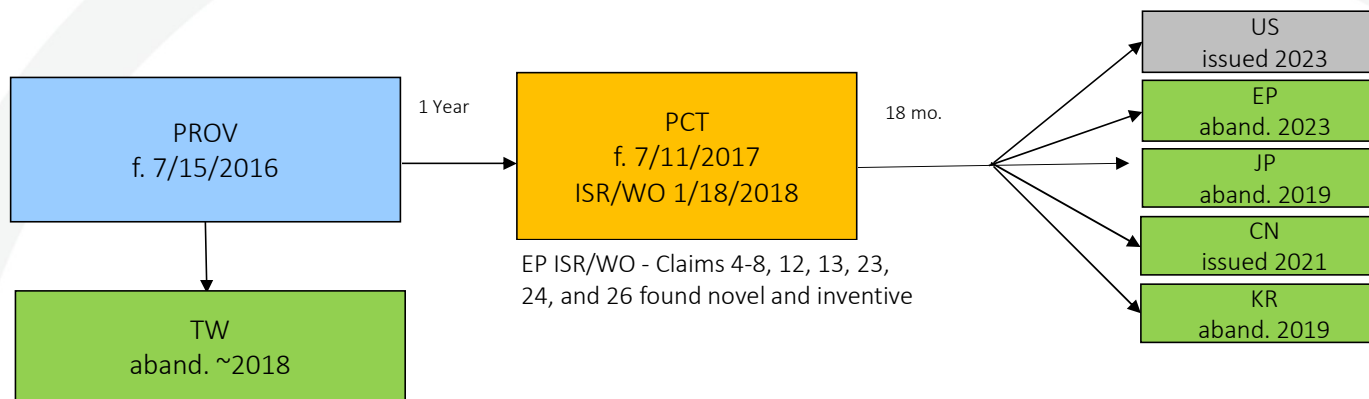 PROV
f. 7/15/2016
1 Year
PCT
f. 7/11/2017
ISR/WO 1/18/2018
EP ISR/WO - Claims 4-8, 12, 13, 23,
24, and 26 found novel and inventive
TW
aband. ~2018
18 mo.
US
issued 2023
EP
aband. 2023
JP
aband. 2019
CN
issued 2021
KR
aband. 2019